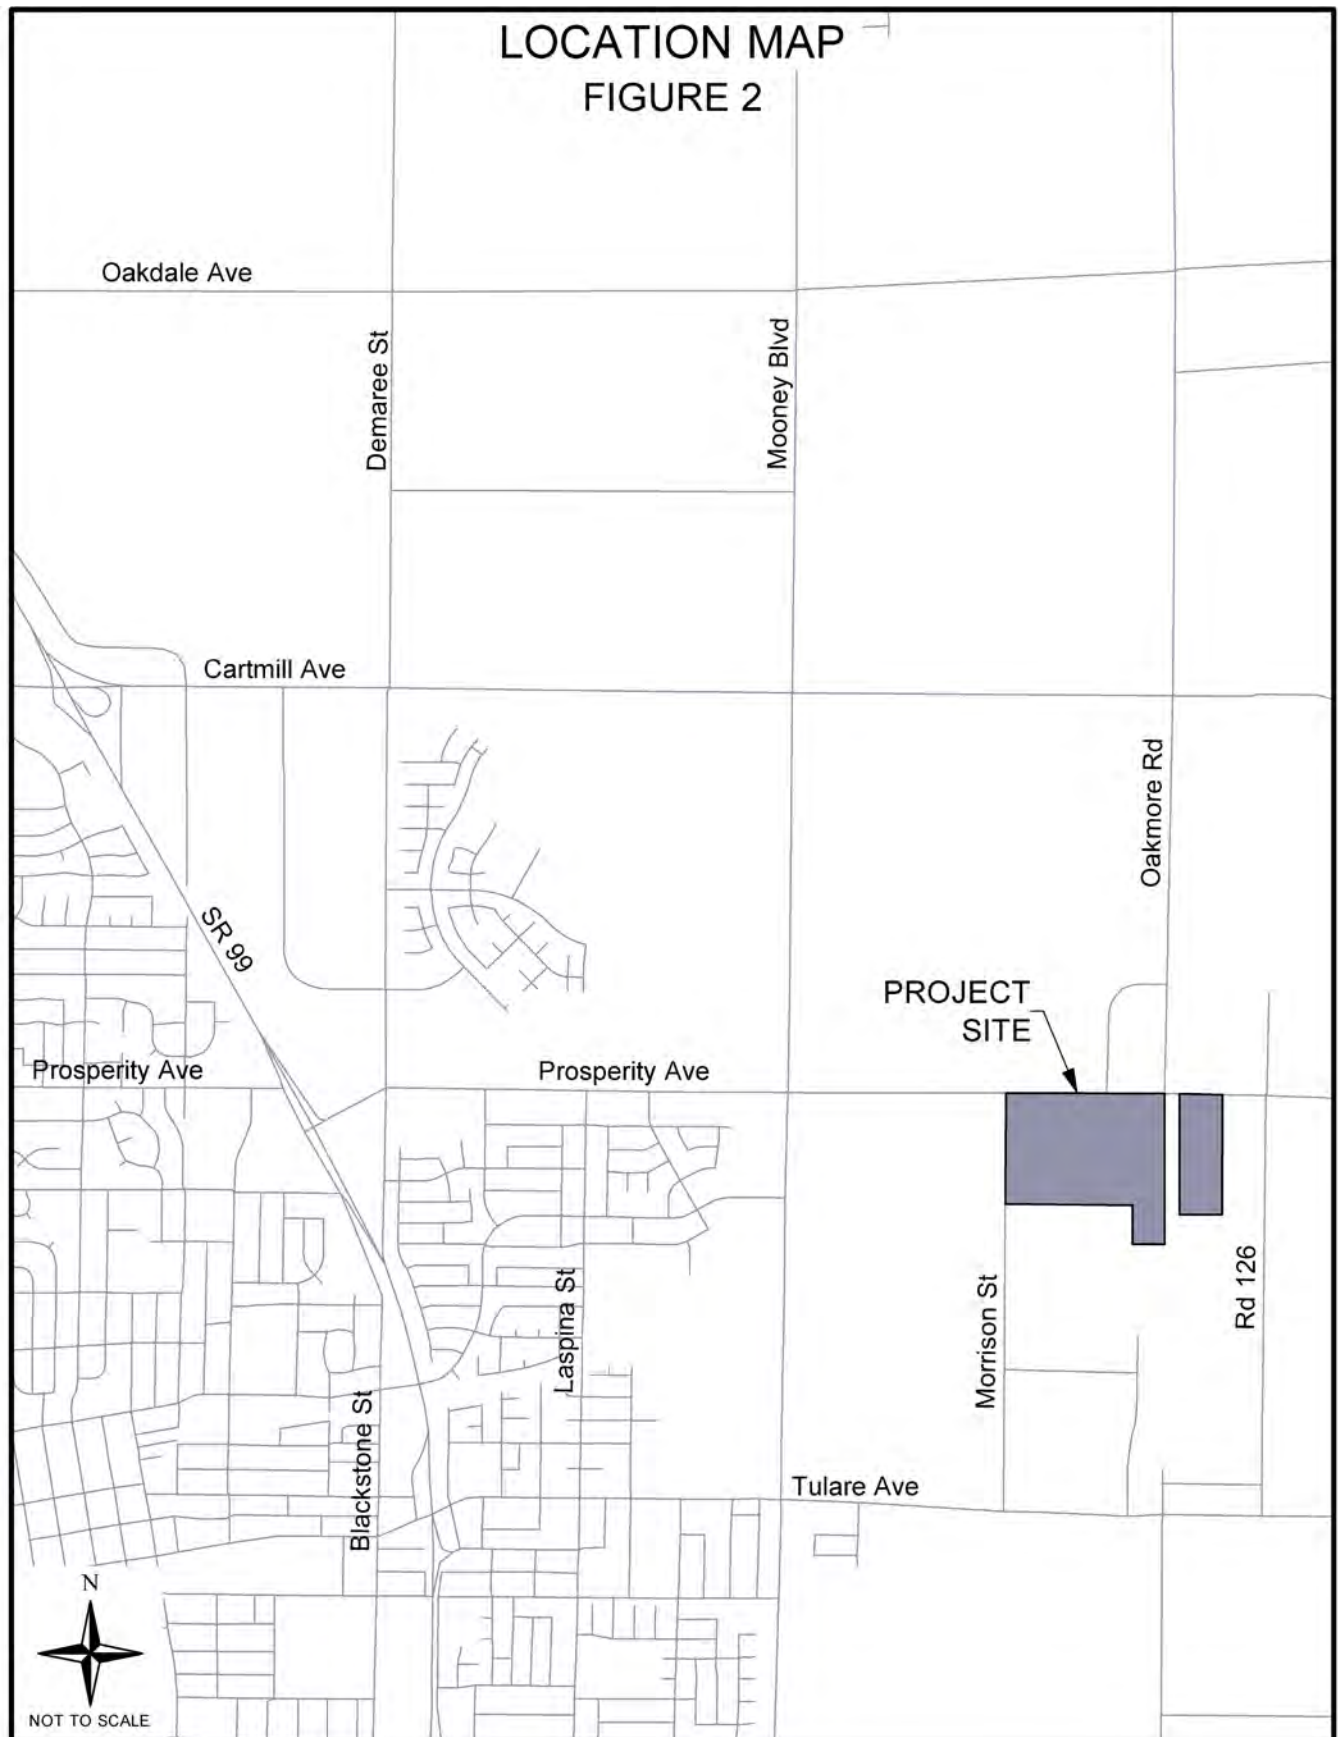 LOCATION MAP
FIGURE 2
Oakdale Ave
Demaree St
Mooney Blvd
Cartmill Ave
Oakmore Rd
SR 99
PROJECT
SITE
Prosperity Ave
Prosperity Ave
Morrison St
Rd 126
Laspina St
Blackstone St
Tulare Ave
N
NOT TO SCALE